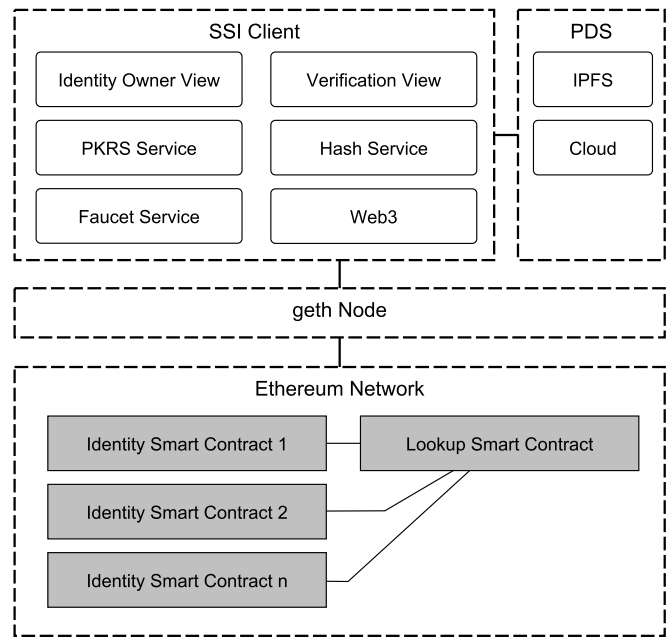 SSI Client
Identity Owner View
Verification View
PKRS Service
Hash Service
Faucet Service
Web3
PDS
IPFS
Cloud
geth Node
Ethereum Network
Identity Smart Contract 1
Lookup Smart Contract
Identity Smart Contract 2
Identity Smart Contract n